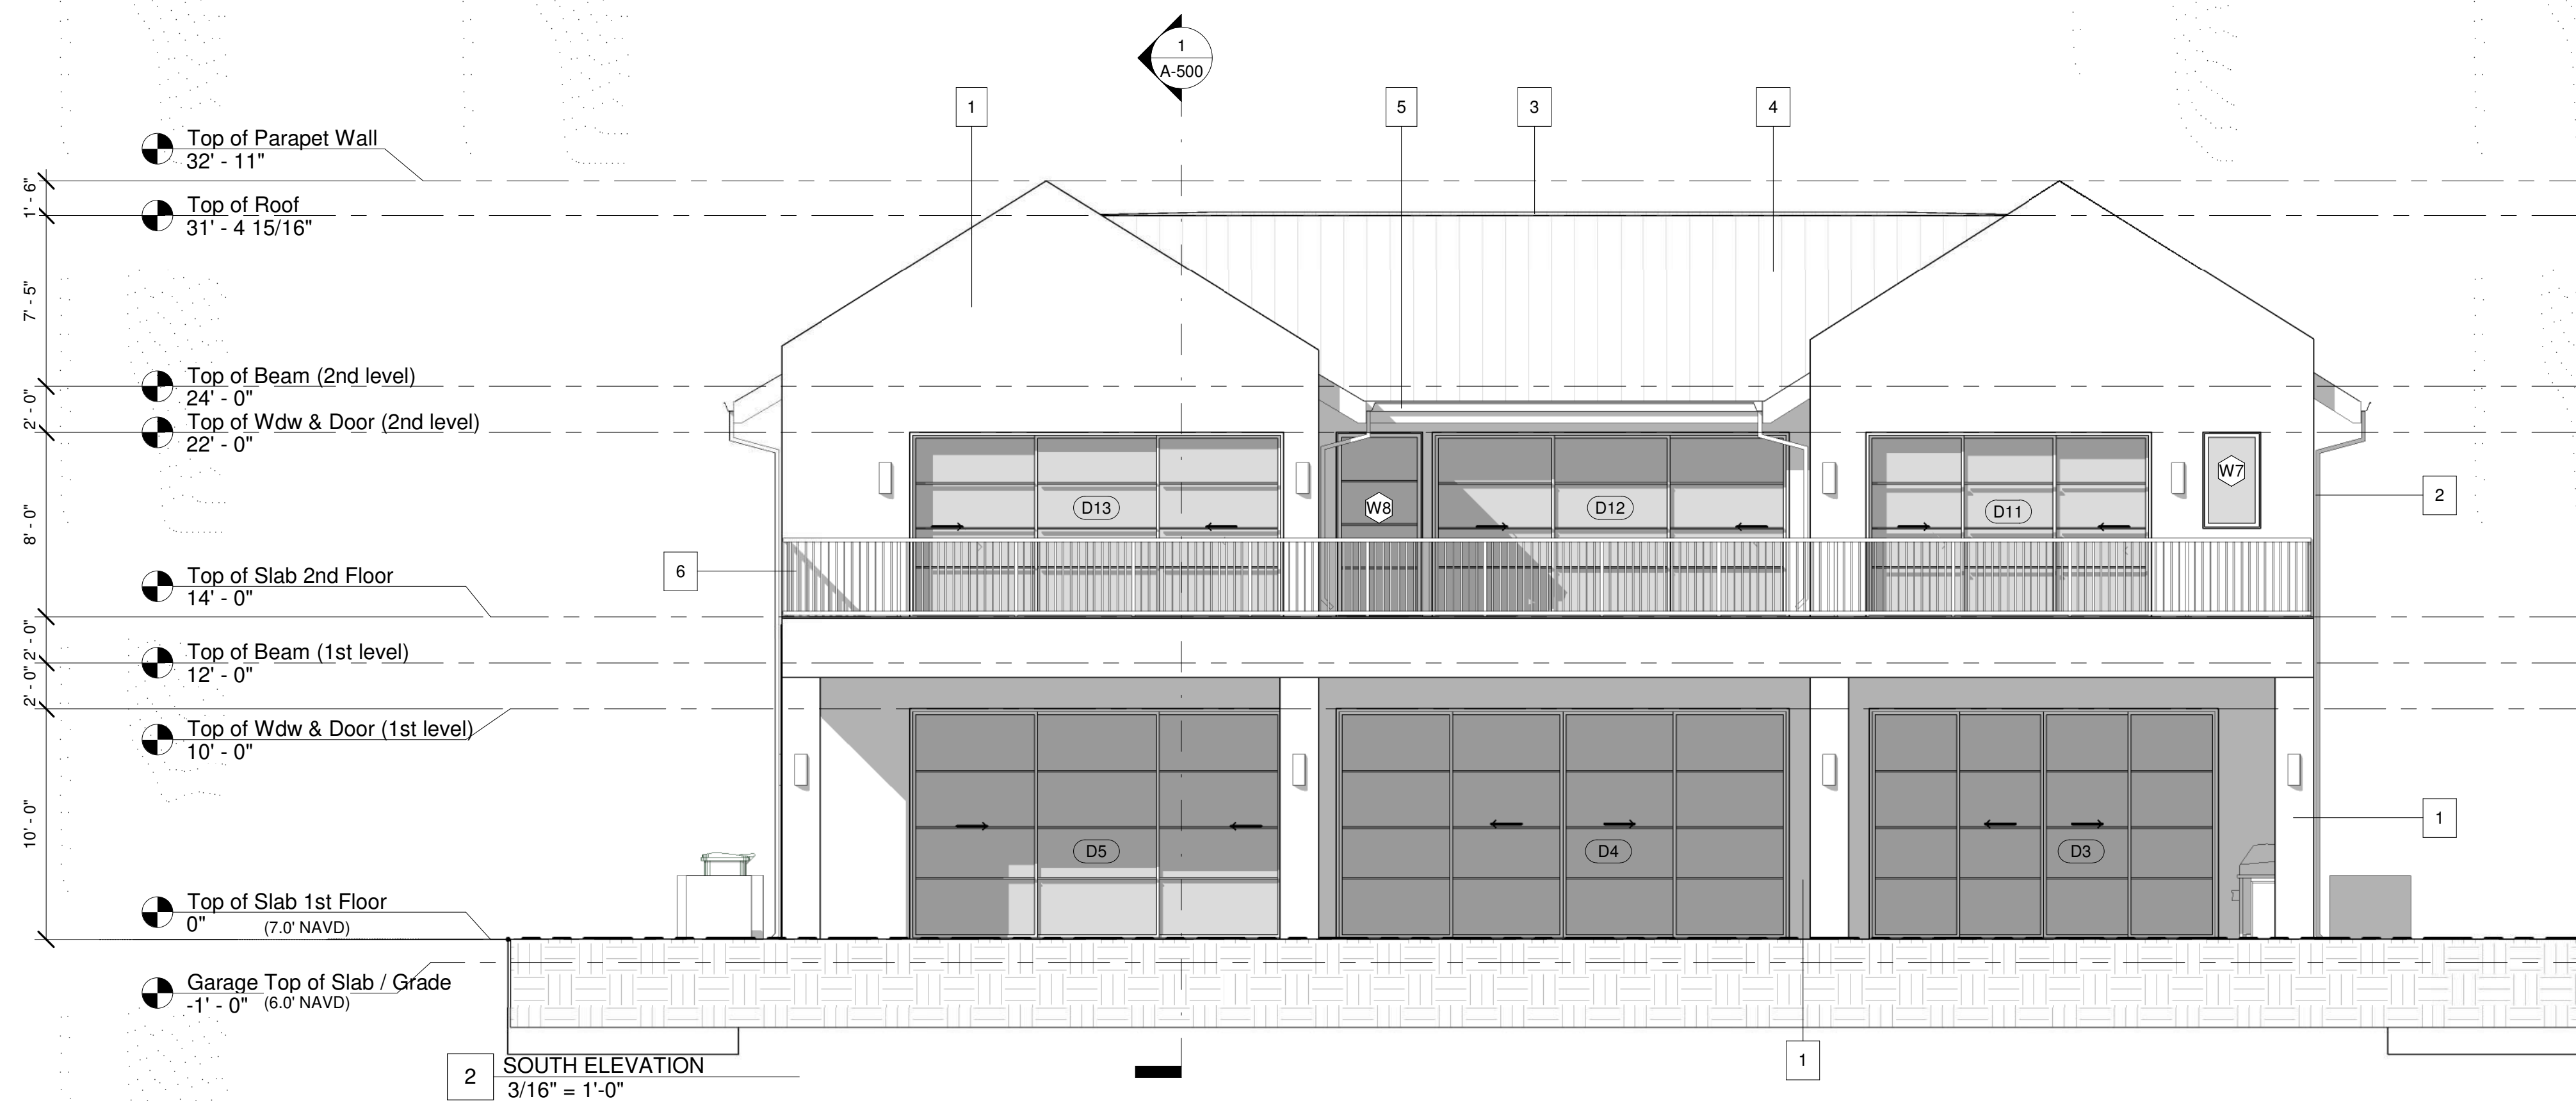 1
A-500
1
5
3
4
Top of Parapet Wall
32' - 11"
1' - 6"
Top of Roof
31' - 4 15/16"
7' - 5"
Top of Beam (2nd level)
24' - 0"
2' - 0"
Top of Wdw & Door (2nd level)
22' - 0"
W7
2
D13
W8
D12
D11
8' - 0"
6
Top of Slab 2nd Floor
14' - 0"
2' - 0"
Top of Beam (1st level)
12' - 0"
2' - 0"
Top of Wdw & Door (1st level)
10' - 0"
10' - 0"
1
D5
D4
D3
Top of Slab 1st Floor
0" (7.0' NAVD)
Garage Top of Slab / Grade
-1' - 0" (6.0' NAVD)
1
2
SOUTH ELEVATION
3/16" = 1'-0"